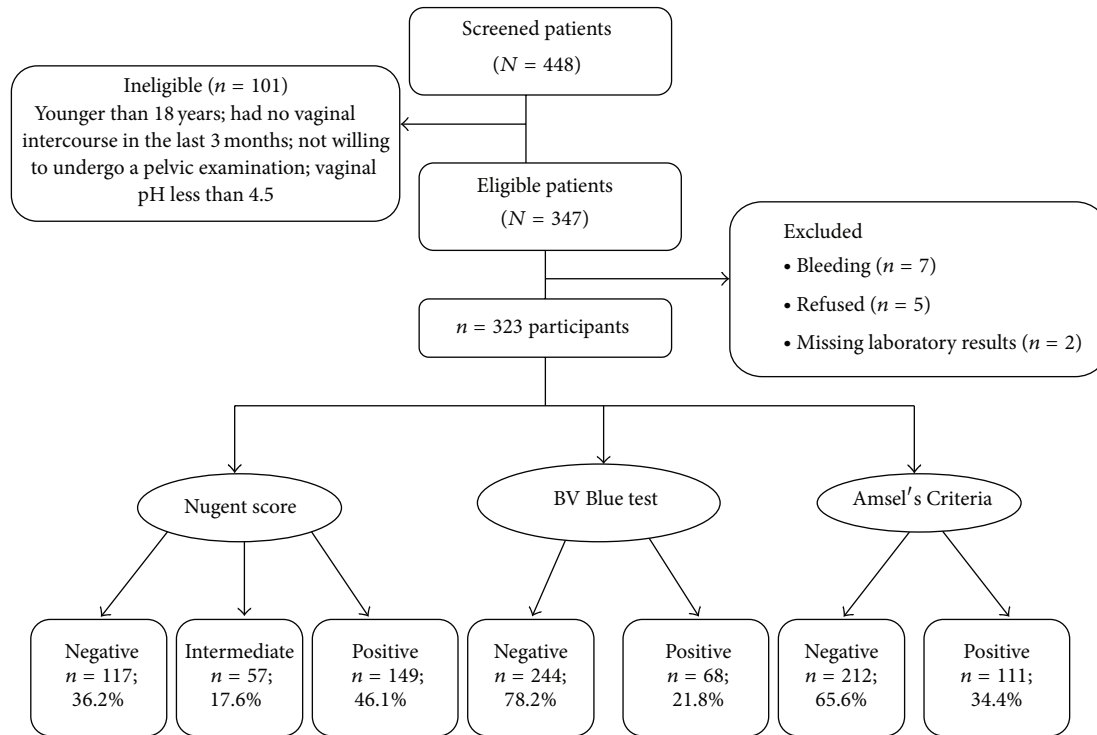 Screened patients
(N = 448)
Ineligible (n = 101)
Younger than 18 years; had no vaginal
intercourse in the last 3 months; not willing
to undergo a pelvic examination; vaginal
pH less than 4.5
Eligible patients
(N = 347)
Excluded
• Bleeding (n = 7)
• Refused (n = 5)
• Missing laboratory results (n = 2)
n = 323 participants
Nugent score
BV Blue test
Amsel′s Criteria
Negative
n = 117;
36.2%
Intermediate
n = 57;
17.6%
Positive
n = 149;
46.1%
Negative
n = 244;
78.2%
Positive
n = 68;
21.8%
Negative
n = 212;
65.6%
Positive
n = 111;
34.4%